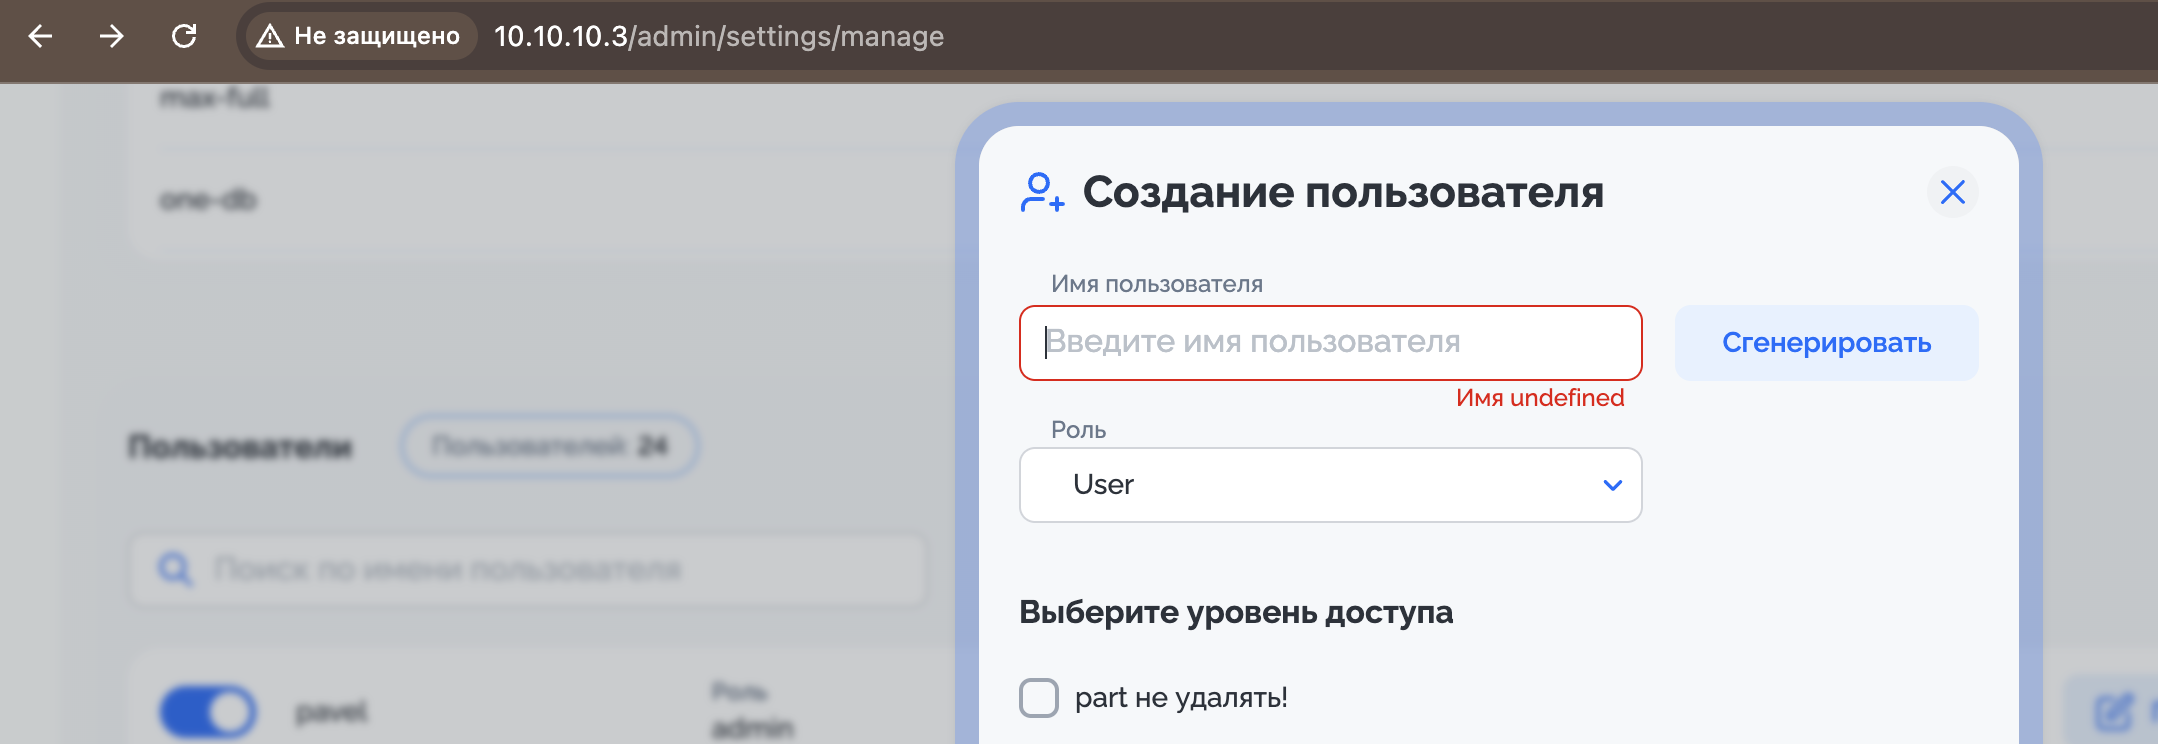 Не защищено 10.10.10.3/admin/settings/manage
max-full
one-db
Создание пользователя
Имя пользователя
Введите имя пользователя
Сгенерировать
Имя undefined
Роль
User
Выберите уровень доступа
part не удалять!
Пользователи
Пользователей: 24
Поиск по имени пользователя
pavel
Роль
admin